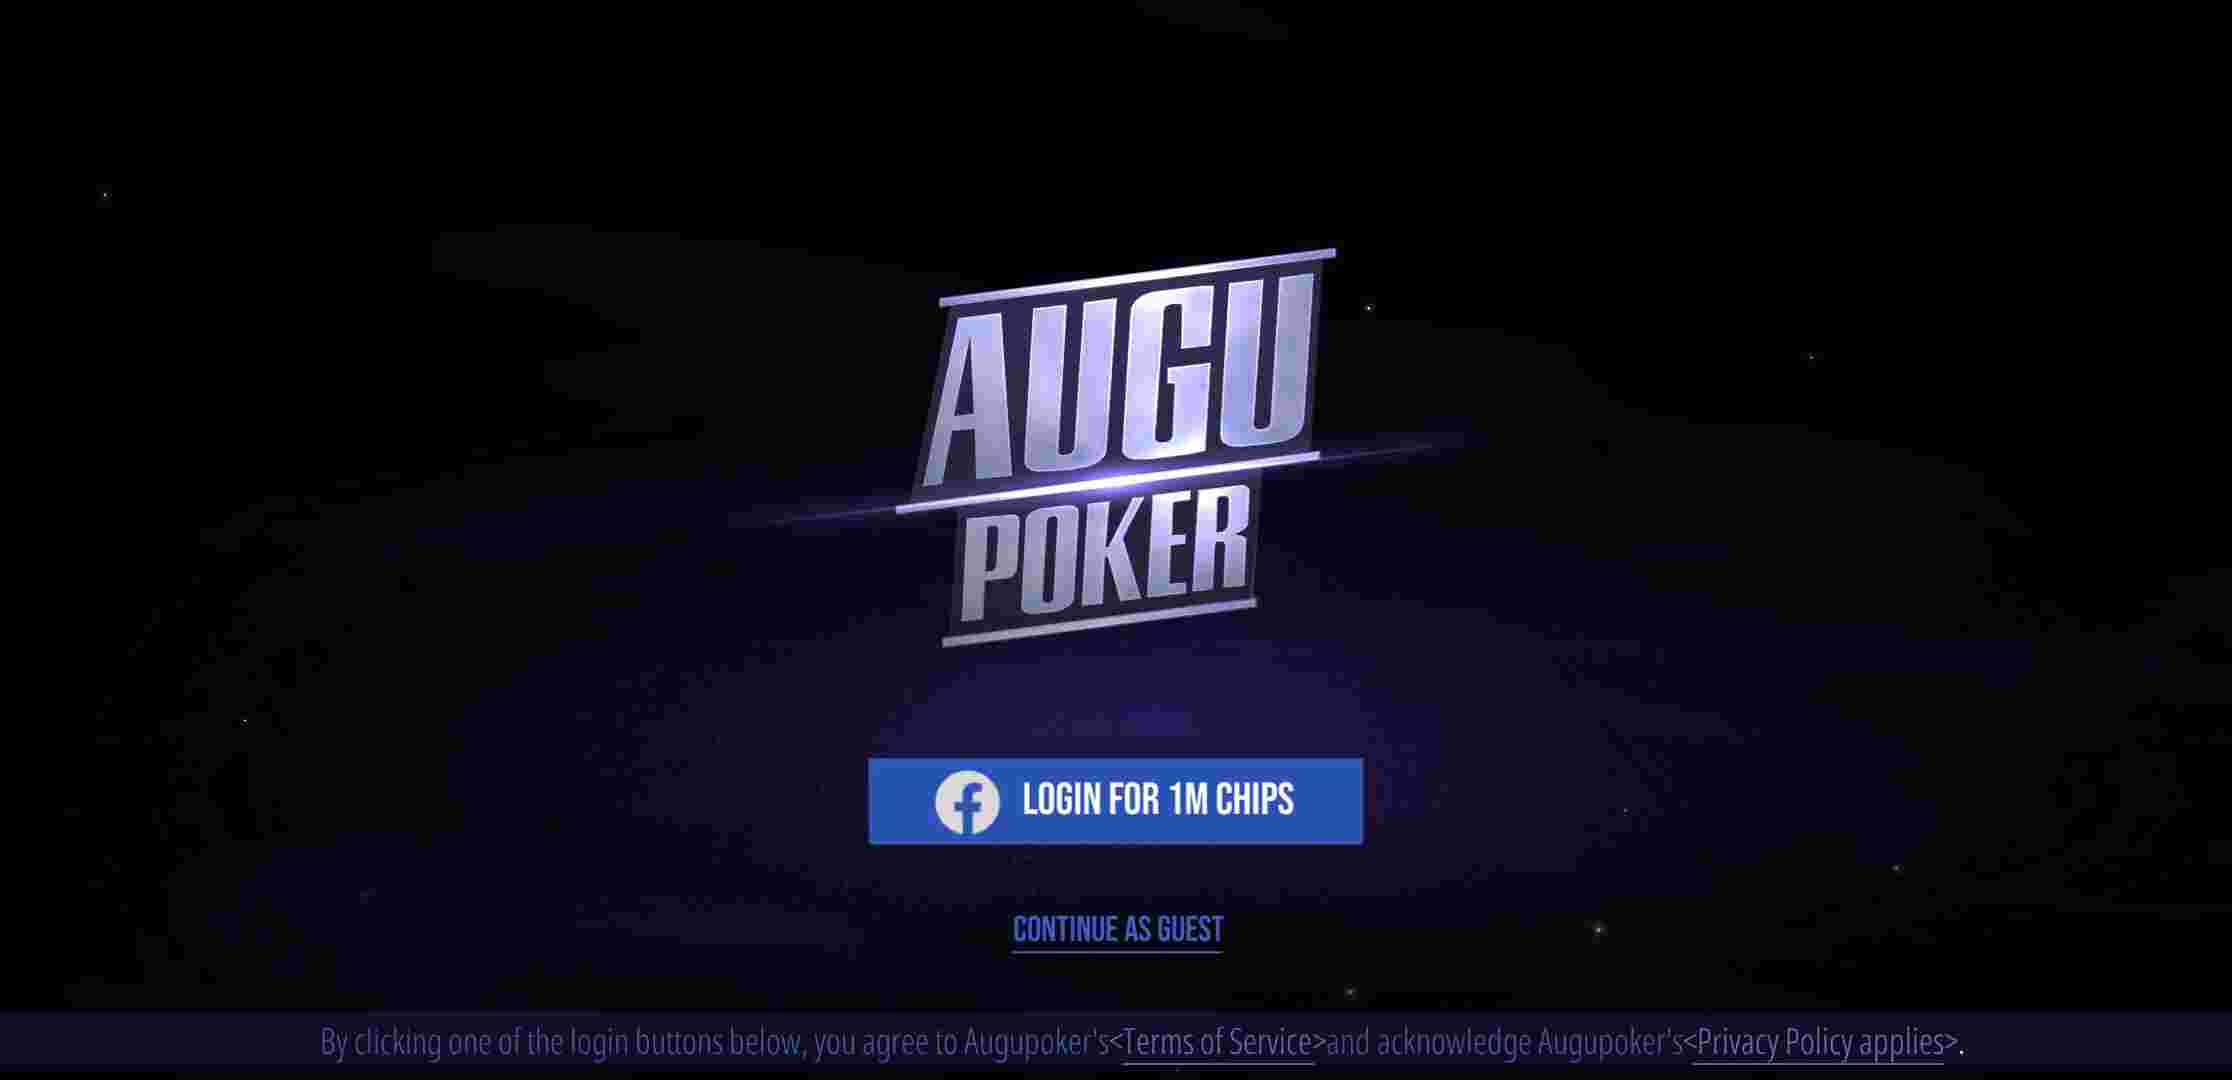 AUGU
POKER
LOGIN FOR 1M CHIPS
CONTINUE AS GUEST
By clicking one of the login buttons below, you agree to Augupoker's<Terms of Service>and acknowledge Augupoker's<Privacy Policy applies>.